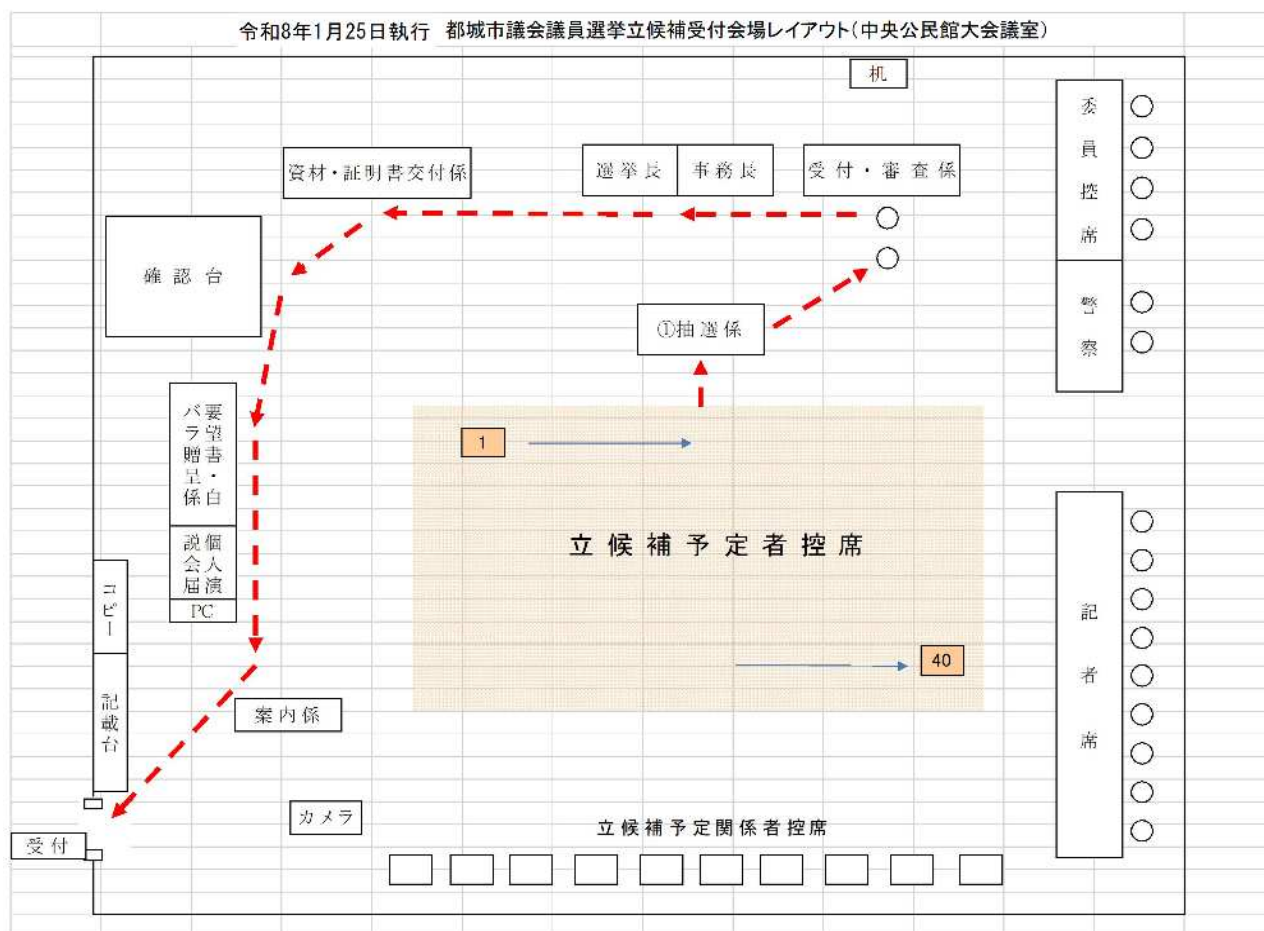 令和8年1月25日執行 都城市議会議員選挙立候補受付会場レイアウト(中央公民館大会議室)
机
委員控席
資材・証明書交付係
選挙長
事務長
受付・審査係
確認台
①抽選係
警察
要望書・白
バラ贈呈係
1
立候補予定者控席
個人演
説会届
PC
コピー
記者席
40
記載台
案内係
カメラ
立候補予定関係者控席
受付